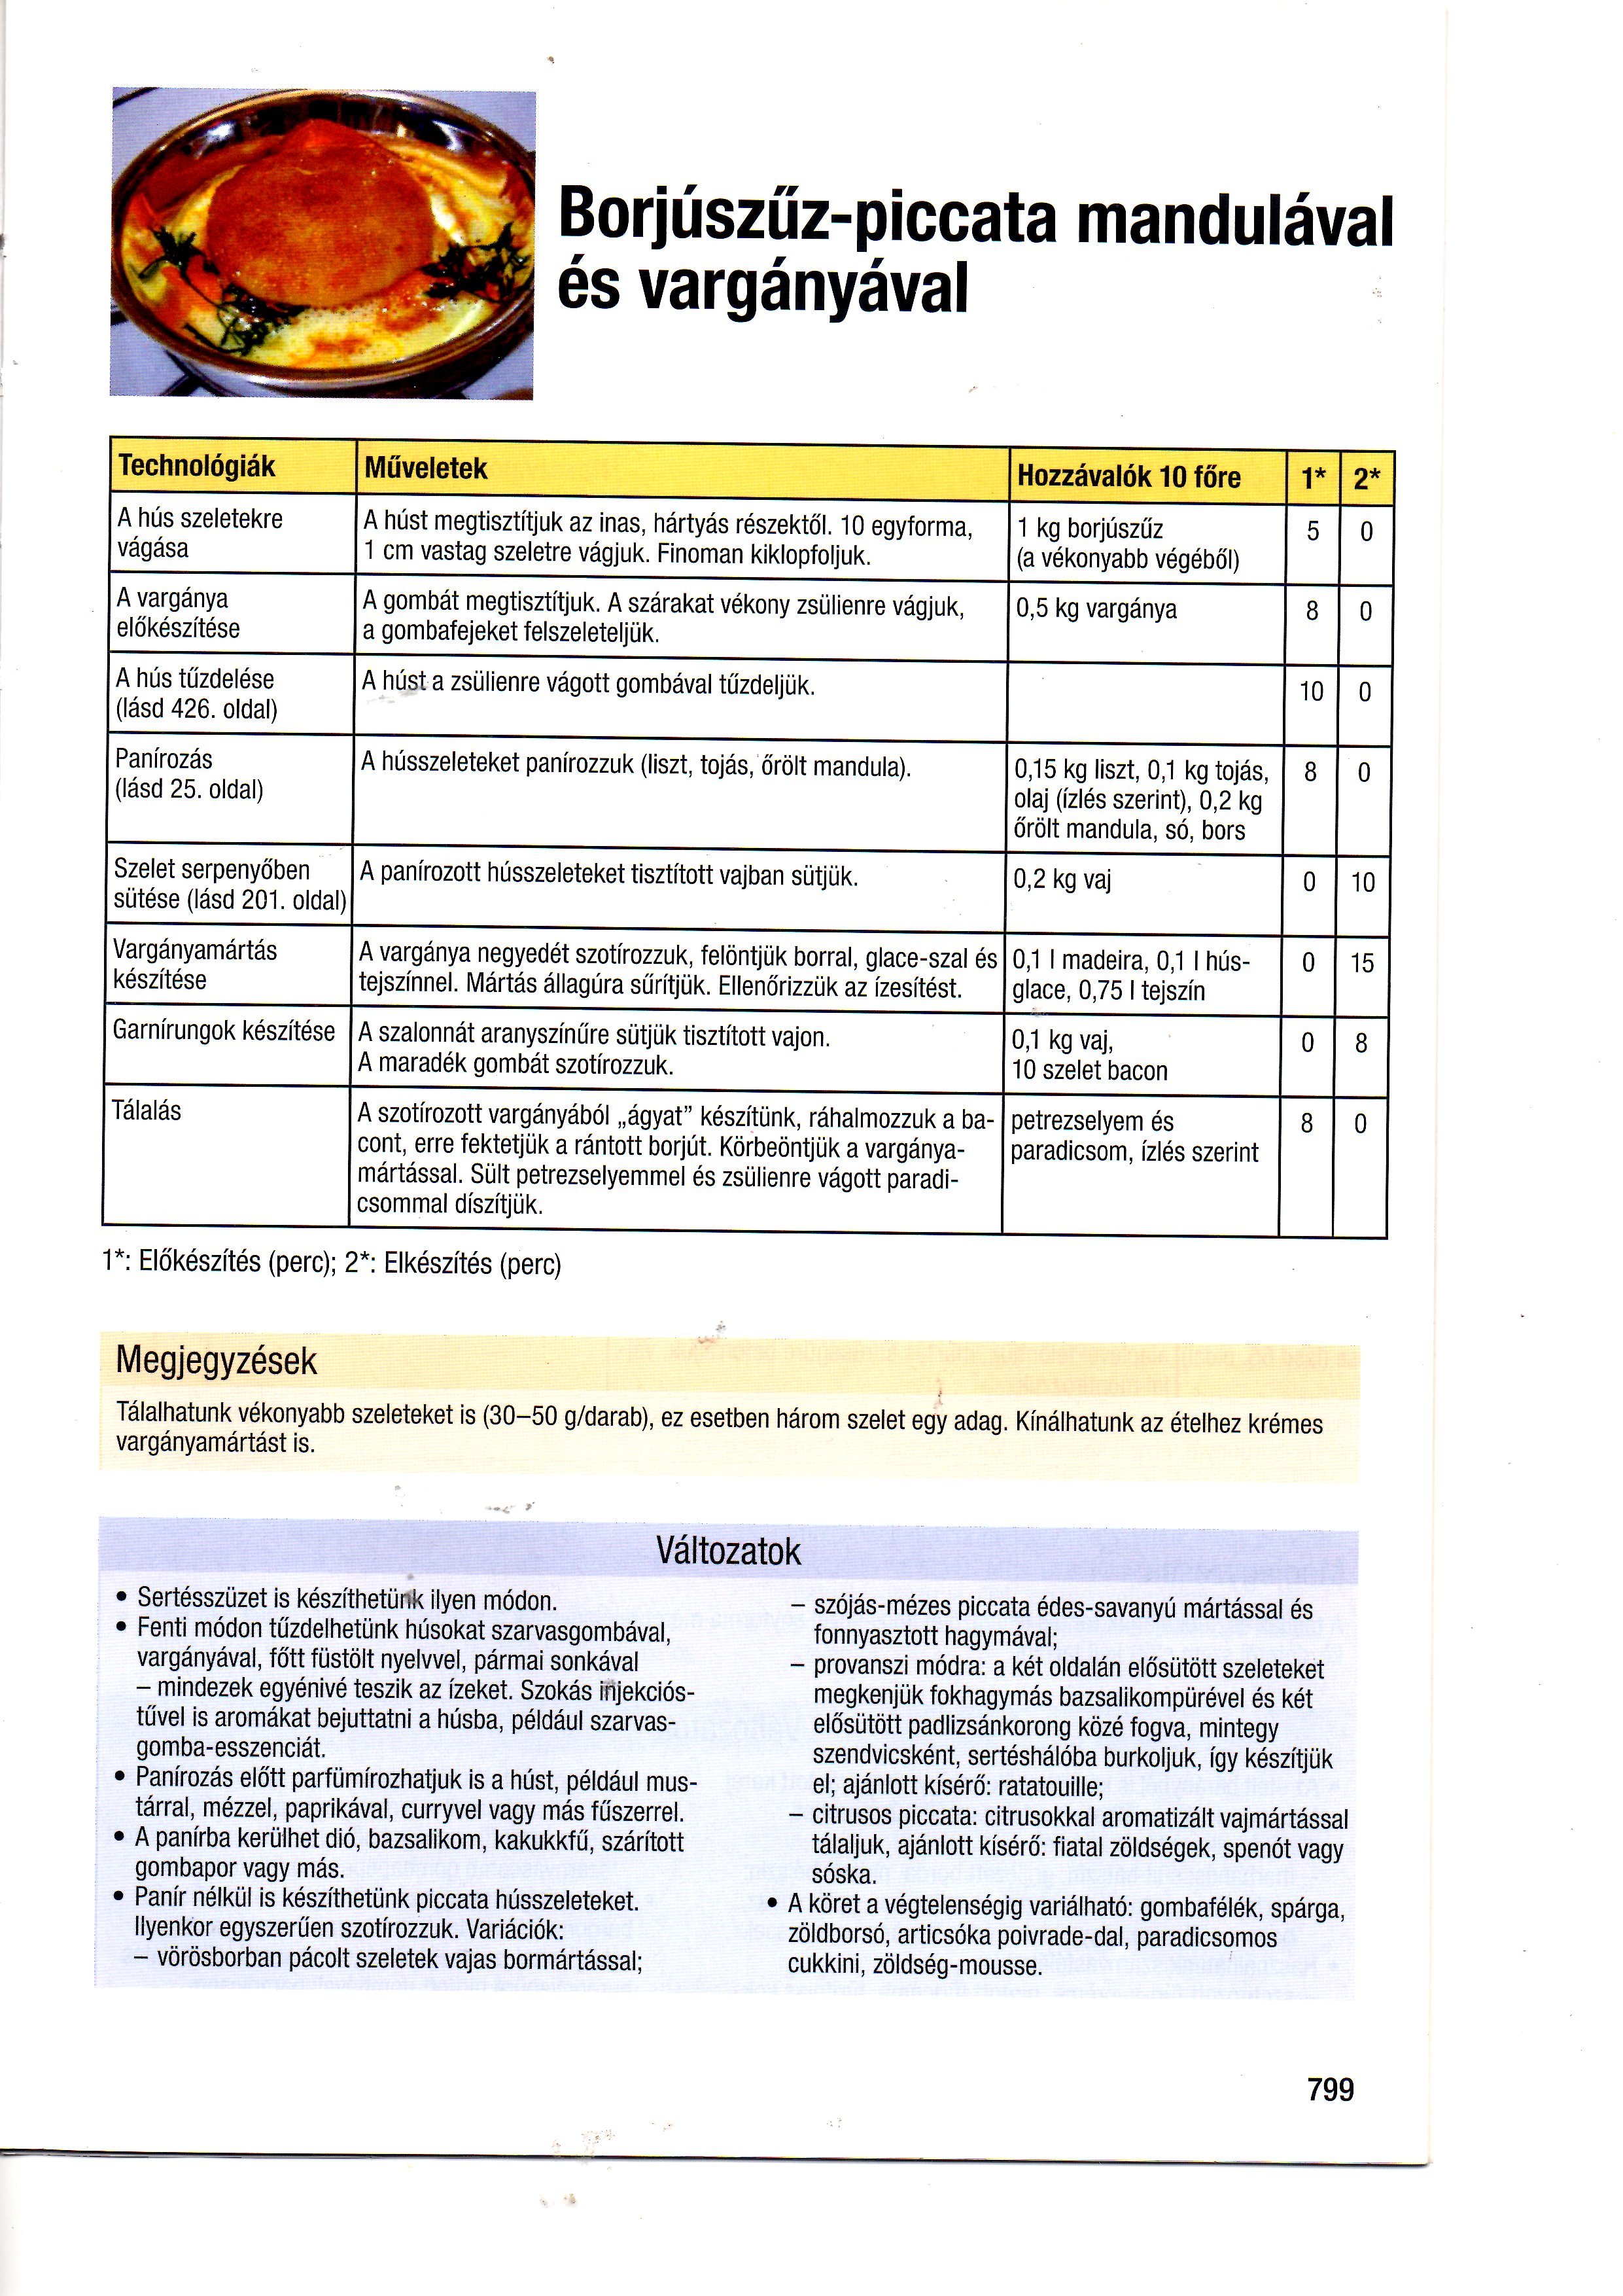 Borjúszűz-piccata mandulával
és vargányával
Technológiák Műveletek Hozzávalók 10 főre 1* 2*
A hús szeletekre
vágása
A húst megtisztítjuk az inas, hártyás részektől. 10 egyforma,
1 cm vastag szeletre vágjuk. Finoman kiklopfoljuk.
1 kg borjúszűz
(a vékonyabb végéből)
5 0
A vargánya
előkészítése
A gombát megtisztítjuk. A szárakat vékony zsülienre vágjuk,
a gombafejeket felszeleteljük.
0,5 kg vargánya
8 0
A hús tűzdelése
(lásd 426. oldal)
A húst a zsülienre vágott gombával tűzdeljük.
10 0
Panírozás
(lásd 25. oldal)
A hússzeleteket panírozzuk (liszt, tojás, őrölt mandula).
0,15 kg liszt, 0,1 kg tojás,
olaj (ízlés szerint), 0,2 kg
őrölt mandula, só, bors
8 0
Szelet serpenyőben
sütése (lásd 201. oldal)
A panírozott hússzeleteket tisztított vajban sütjük.
0,2 kg vaj
0 10
Vargányamártás
készítése
A vargánya negyedét szotírozzuk, felöntjük borral, glace-szal és
tejszínnel. Mártás állagúra sűrítjük. Ellenőrizzük az ízesítést.
0,1 l madeira, 0,1 l hús-
glace, 0,75 l tejszín
0 15
Garnírungok készítése
A szalonnát aranyszínűre sütjük tisztított vajon.
A maradék gombát szotírozzuk.
0,1 kg vaj,
10 szelet bacon
0 8
Tálalás
A szotírozott vargányából „ágyat” készítünk, ráhalmozzuk a ba-
cont, erre fektetjük a rántott borjút. Körbeöntjük a vargánya-
mártással. Sült petrezselyemmel és zsülienre vágott paradi-
csommal díszítjük.
petrezselyem és
paradicsom, ízlés szerint
8 0
1*: Előkészítés (perc); 2*: Elkészítés (perc)
Megjegyzések
Tálalhatunk vékonyabb szeleteket is (30–50 g/darab), ez esetben három szelet egy adag. Kínálhatunk az ételhez krémes
vargányamártást is.
Változatok
• Sertésszüzet is készíthetünk ilyen módon.
• Fenti módon tűzdelhetünk húsokat szarvasgombával,
vargányával, főtt füstölt nyelvvel, pármai sonkával
– mindezek egyénivé teszik az ízeket. Szokás injekciós-
tűvel is aromákat bejuttatni a húsba, például szarvas-
gomba-esszenciát.
• Panírozás előtt parfümírozhatjuk is a húst, például mus-
tárral, mézzel, paprikával, curryvel vagy más fűszerrel.
• A panírba kerülhet dió, bazsalikom, kakukkfű, szárított
gombapor vagy más.
• Panír nélkül is készíthetünk piccata hússzeleteket.
Ilyenkor egyszerűen szotírozzuk. Variációk:
– vörösborban pácolt szeletek vajas bormártással;
– szójás-mézes piccata édes-savanyú mártással és
fonnyasztott hagymával;
– provanszi módra: a két oldalán elősütött szeleteket
megkenjük fokhagymás bazsalikompürével és két
elősütött padlizsánkorong közé fogva, mintegy
szendvicsként, sertéshálóba burkoljuk, így készítjük
el; ajánlott kísérő: ratatouille;
– citrusos piccata: citrusokkal aromatizált vajmártással
tálaljuk, ajánlott kísérő: fiatal zöldségek, spenót vagy
sóska.
• A köret a végtelenségig variálható: gombafélék, spárga,
zöldborsó, articsóka poivrade-dal, paradicsomos
cukkini, zöldség-mousse.
799